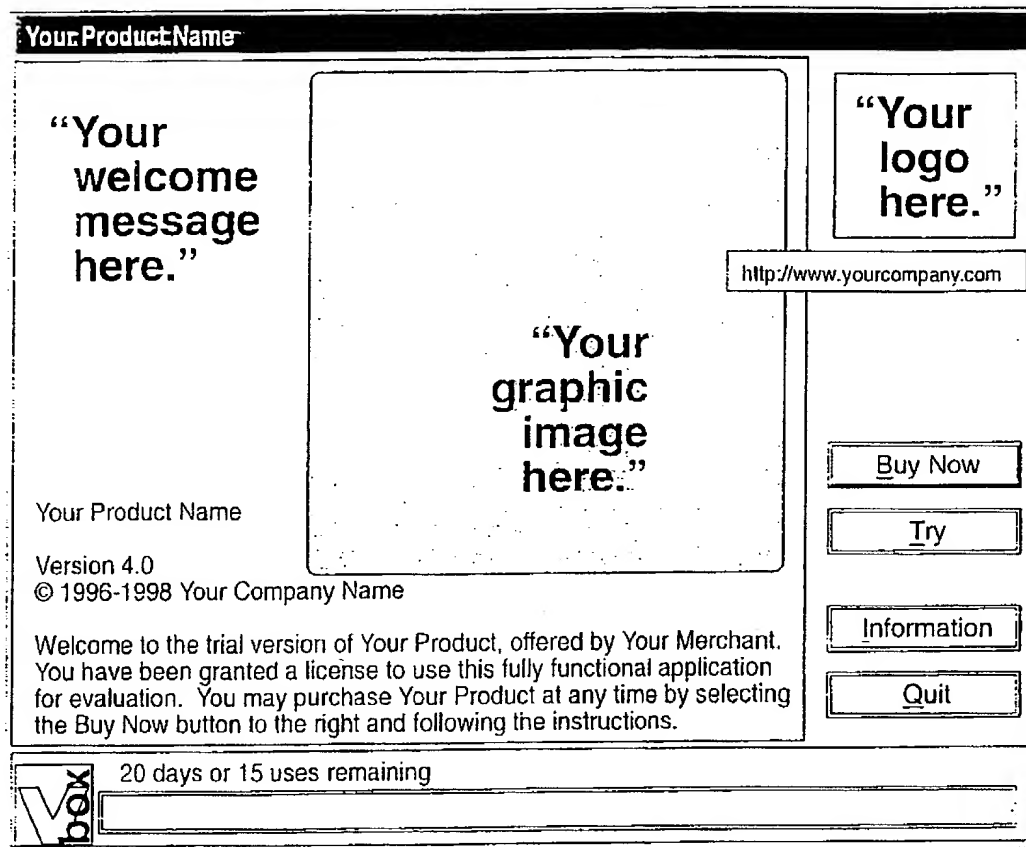 Your Product Name
“Your
welcome
message
here.”
“Your
graphic
image
here.”
“Your
logo
here.”
http://www.yourcompany.com
Buy Now
Try
Information
Quit
Your Product Name
Version 4.0
© 1996-1998 Your Company Name
Welcome to the trial version of Your Product, offered by Your Merchant.
You have been granted a license to use this fully functional application
for evaluation. You may purchase Your Product at any time by selecting
the Buy Now button to the right and following the instructions.
Vbox
20 days or 15 uses remaining